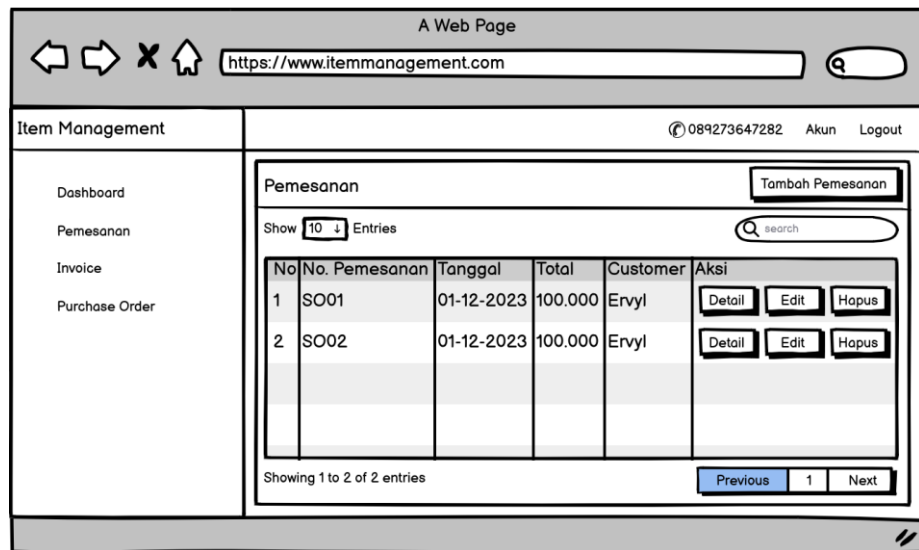 A Web Page
https://www.itemmanagement.com
Item Management
089273647282 Akun Logout
Dashboard
Pemesanan
Invoice
Purchase Order
Pemesanan Tambah Pemesanan
Show 10 Entries
search
No No. Pemesanan Tanggal Total Customer Aksi
1 SO01 01-12-2023 100.000 Ervyl Detail Edit Hapus
2 SO02 01-12-2023 100.000 Ervyl Detail Edit Hapus
Showing 1 to 2 of 2 entries
Previous 1 Next